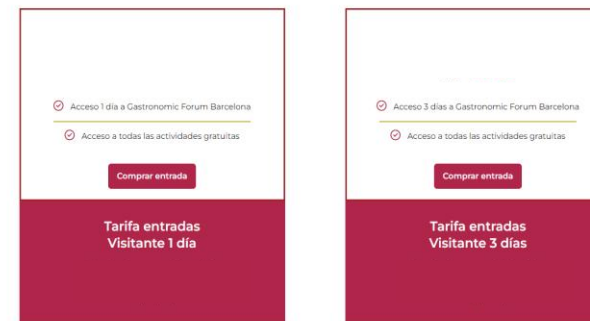 Acceso 1 día a Gastronomic Forum Barcelona
Acceso a todas las actividades gratuitas
Comprar entrada
Tarifa entradas
Visitante 1 día
Acceso 3 días a Gastronomic Forum Barcelona
Acceso a todas las actividades gratuitas
Comprar entrada
Tarifa entradas
Visitante 3 días